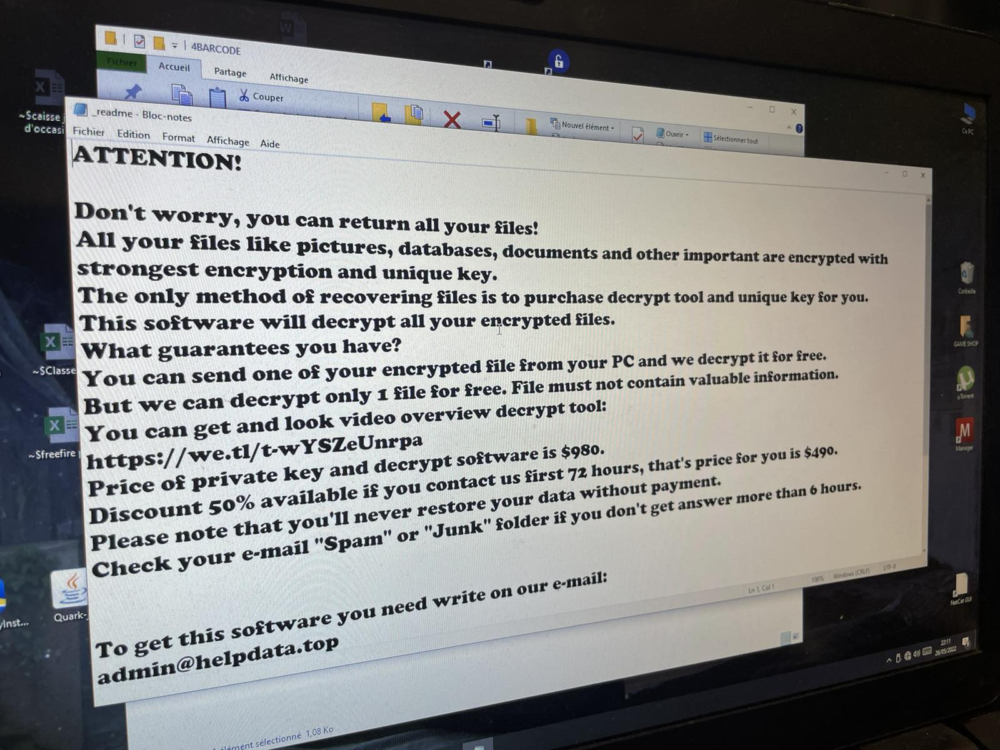 4BARCODE
Fichier
Accueil
Partage
Affichage
Couper
Nouvel élément
Ouvrir
Sélectionner tout
_readme - Bloc-notes
Fichier Edition Format Affichage Aide
ATTENTION!
Don't worry, you can return all your files!
All your files like pictures, databases, documents and other important are encrypted with
strongest encryption and unique key.
The only method of recovering files is to purchase decrypt tool and unique key for you.
This software will decrypt all your encrypted files.
What guarantees you have?
You can send one of your encrypted file from your PC and we decrypt it for free.
But we can decrypt only 1 file for free. File must not contain valuable information.
You can get and look video overview decrypt tool:
https://we.tl/t-wYSZeUnrpa
Price of private key and decrypt software is $980.
Discount 50% available if you contact us first 72 hours, that's price for you is $490.
Please note that you'll never restore your data without payment.
Check your e-mail "Spam" or "Junk" folder if you don't get answer more than 6 hours.
To get this software you need write on our e-mail:
admin@helpdata.top
Ln 1, Col 1
100%
Windows (CRLF)
UTF-8
élément sélectionné 1,08 Ko
~Scaisse j
d'occasi
~SClasse
~Sfreefire
Quark-
yInst...
Ce PC
Corbeille
GAME SHOP
uTorrent
Manager
NetCat GUI
22:11
26/05/2022